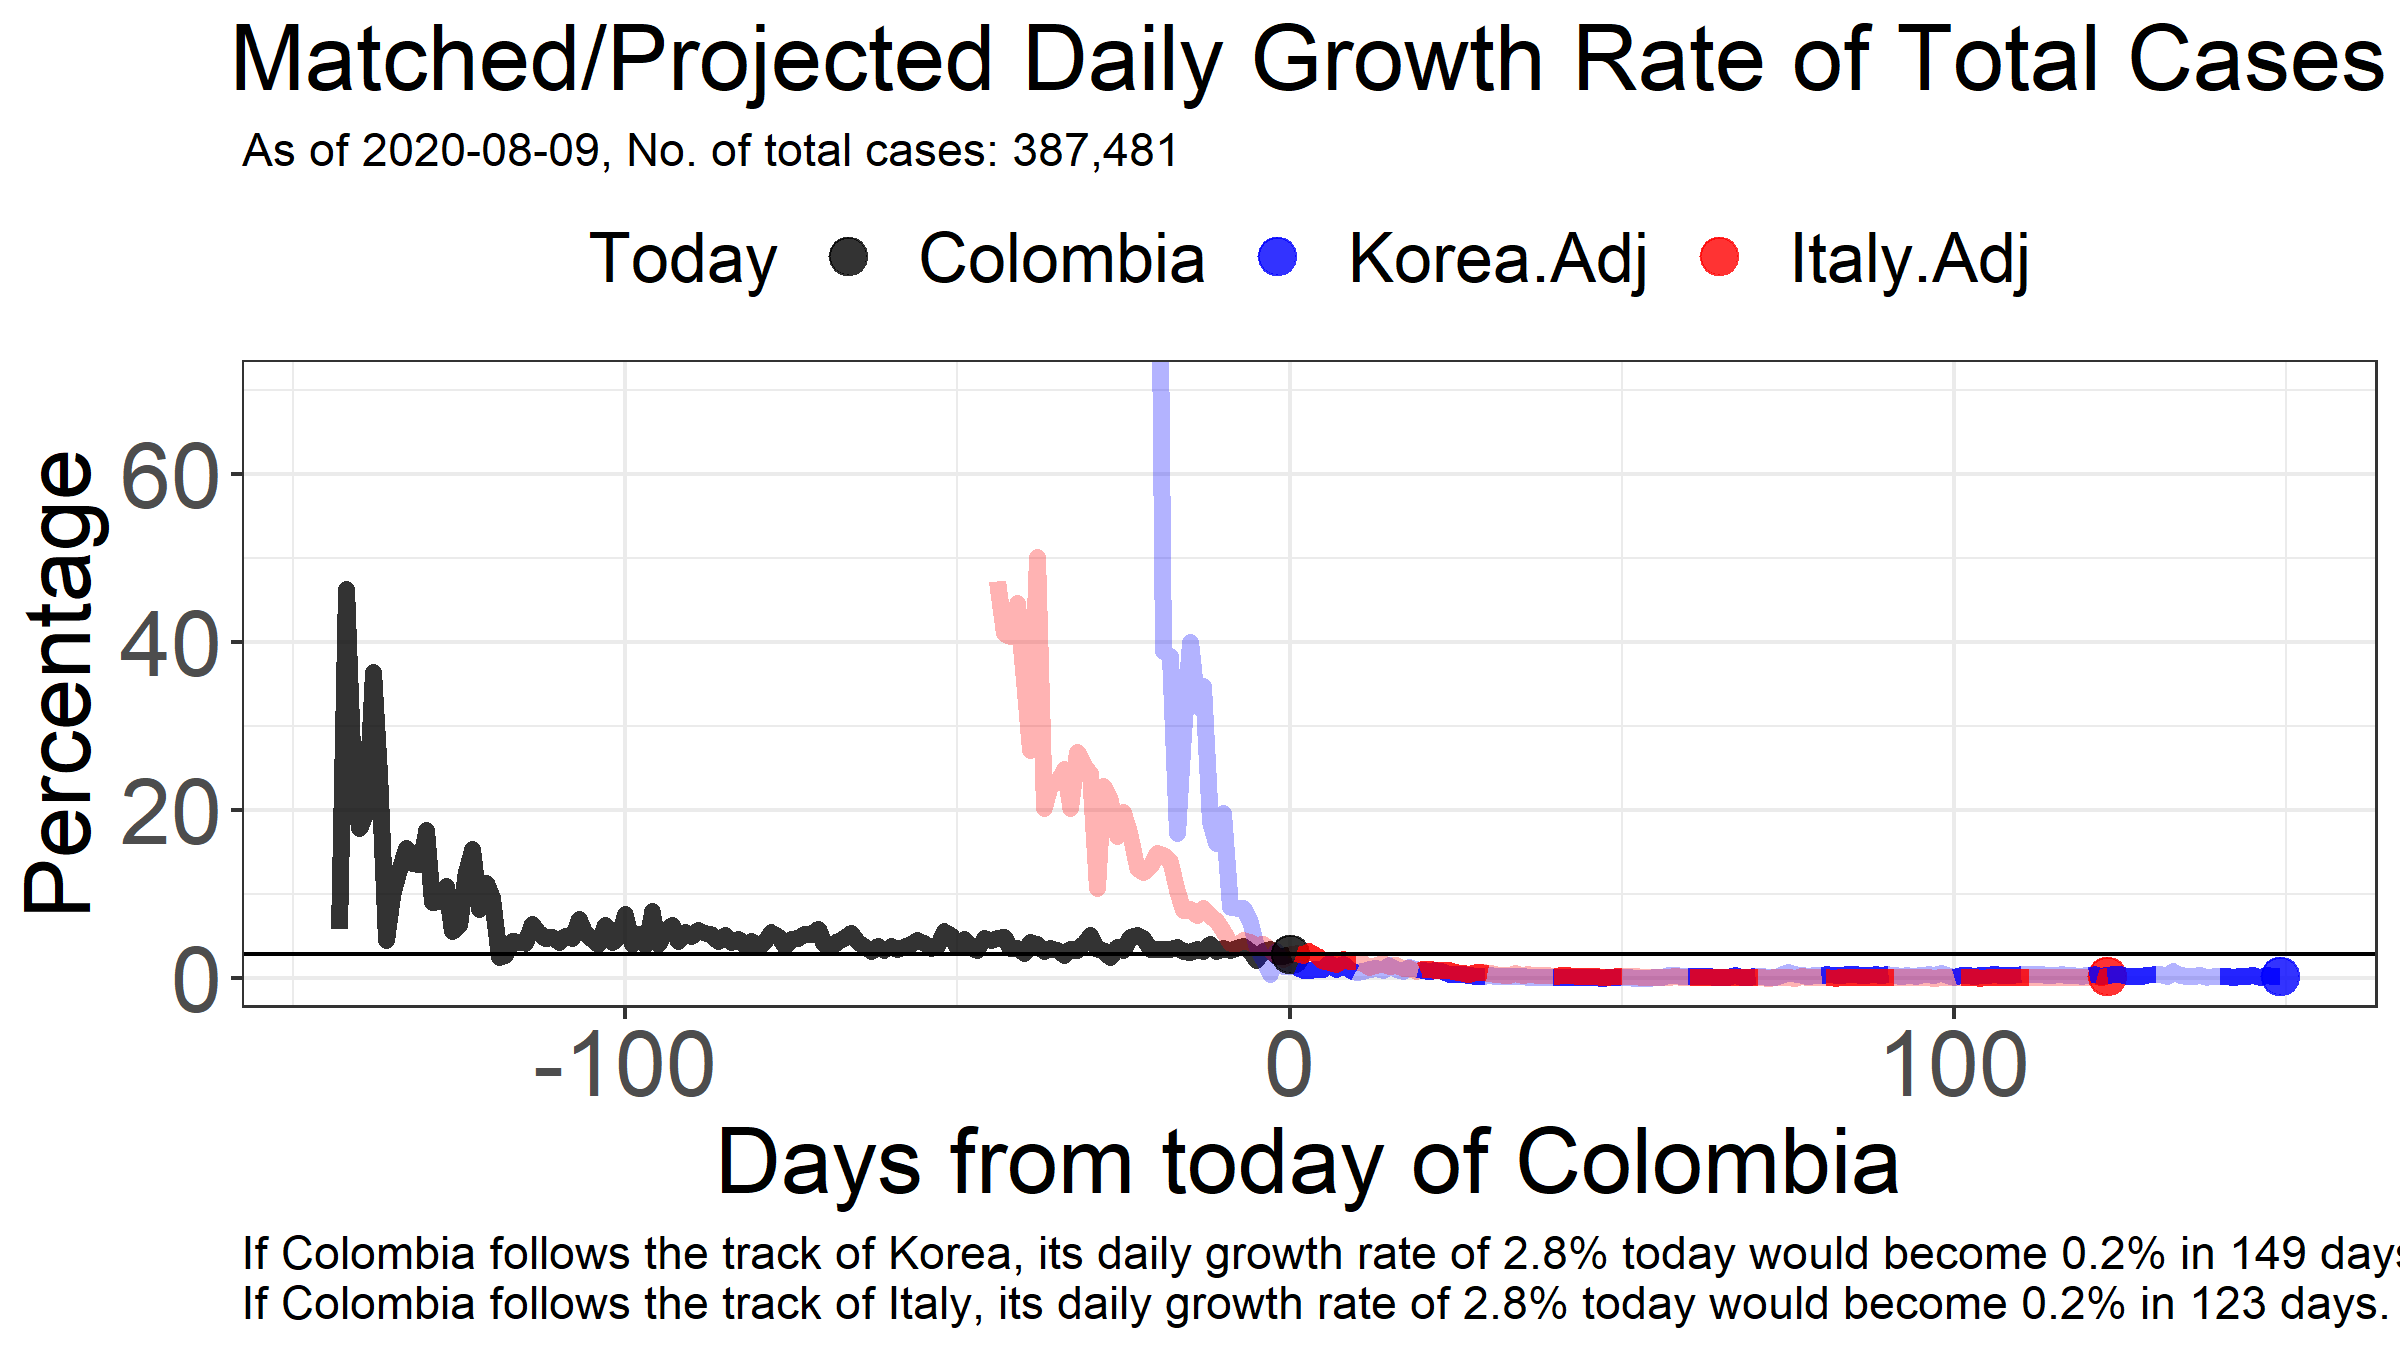 Matched/Projected Daily Growth Rate of Total Cases
As of 2020-08-09, No. of total cases: 387,481
Today Colombia Korea.Adj Italy.Adj
Percentage
60
40
20
0
-100 0 100
Days from today of Colombia
If Colombia follows the track of Korea, its daily growth rate of 2.8% today would become 0.2% in 149 days
If Colombia follows the track of Italy, its daily growth rate of 2.8% today would become 0.2% in 123 days.